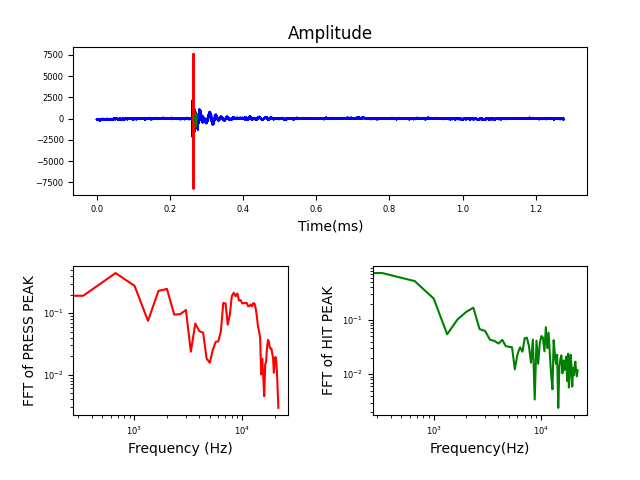 Amplitude
7500
5000
2500
0
−2500
−5000
−7500
0.0 0.2 0.4 0.6 0.8 1.0 1.2
Time(ms)
FFT of PRESS PEAK
10⁻¹
10⁻²
10³ 10⁴
Frequency (Hz)
FFT of HIT PEAK
10⁻¹
10⁻²
10³ 10⁴
Frequency(Hz)